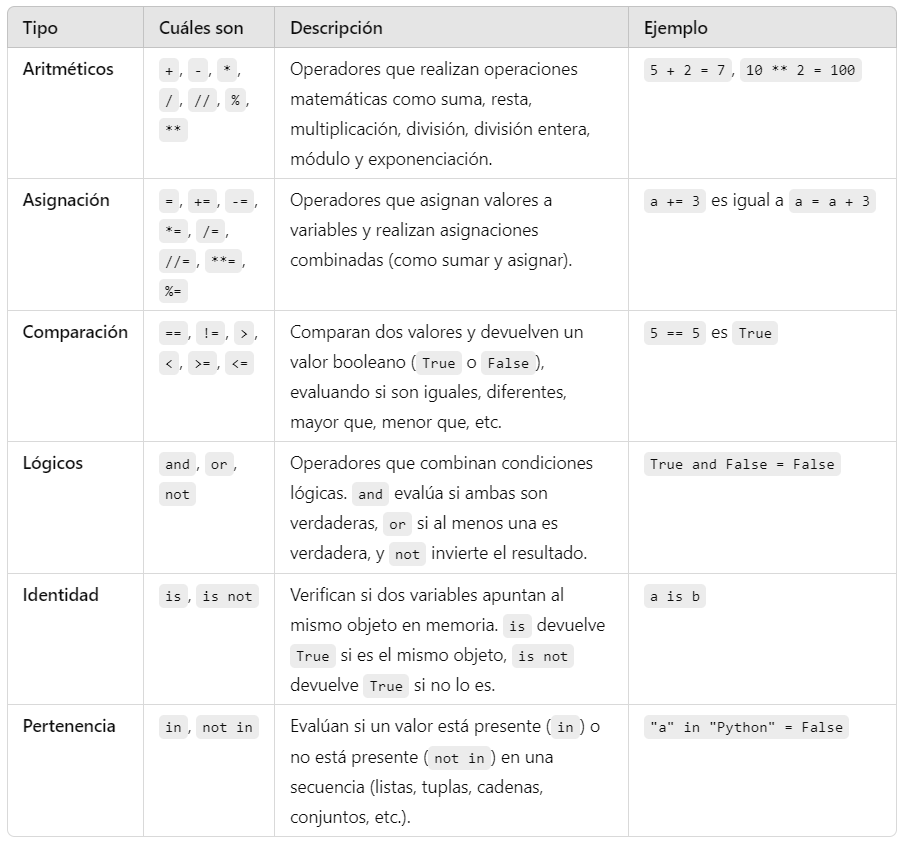 Tipo Cuáles son Descripción Ejemplo
Aritméticos
+ , - , * ,
/ , // , % ,
**
Operadores que realizan operaciones
matemáticas como suma, resta,
multiplicación, división, división entera,
módulo y exponenciación.
5 + 2 = 7 , 10 ** 2 = 100
Asignación
= , += , -= ,
*= , /= ,
//= , **= ,
%=
Operadores que asignan valores a
variables y realizan asignaciones
combinadas (como sumar y asignar).
a += 3 es igual a a = a + 3
Comparación
== , != , > ,
< , >= , <=
Comparan dos valores y devuelven un
valor booleano ( True o False ),
evaluando si son iguales, diferentes,
mayor que, menor que, etc.
5 == 5 es True
Lógicos
and , or ,
not
Operadores que combinan condiciones
lógicas. and evalúa si ambas son
verdaderas, or si al menos una es
verdadera, y not invierte el resultado.
True and False = False
Identidad
is , is not
Verifican si dos variables apuntan al
mismo objeto en memoria. is devuelve
True si es el mismo objeto, is not
devuelve True si no lo es.
a is b
Pertenencia
in , not in
Evalúan si un valor está presente ( in ) o
no está presente ( not in ) en una
secuencia (listas, tuplas, cadenas,
conjuntos, etc.).
"a" in "Python" = False